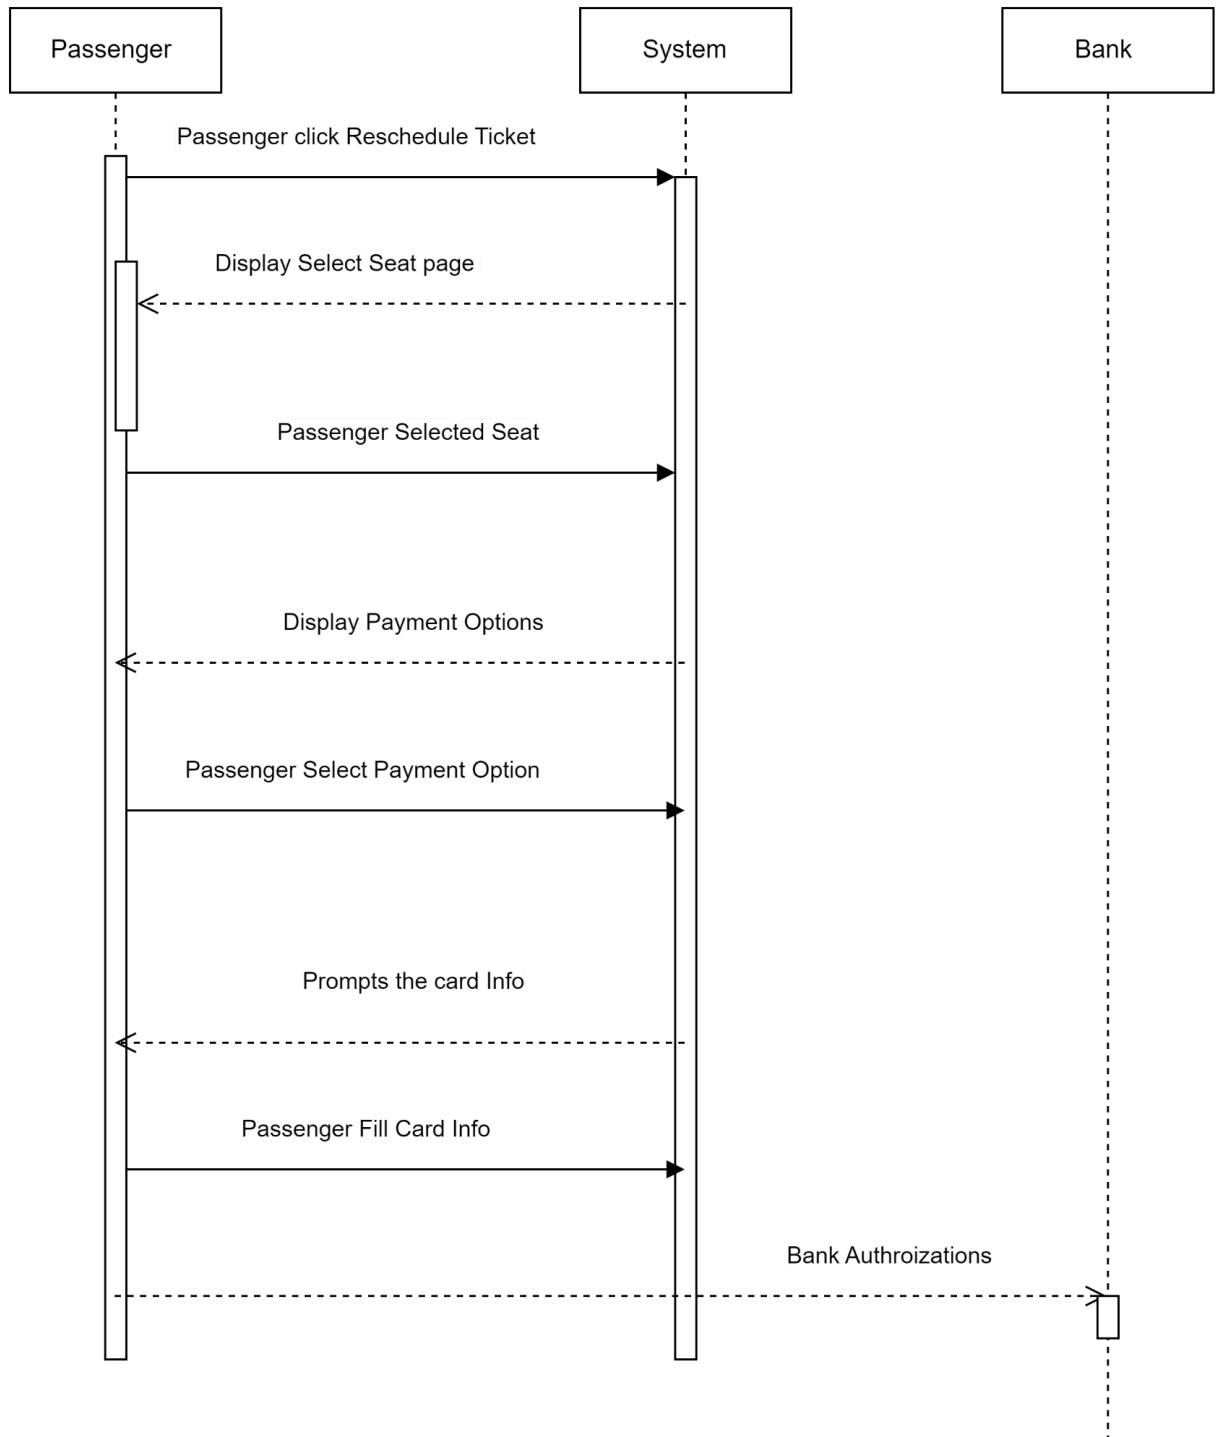 Passenger
System
Bank
Passenger click Reschedule Ticket
Display Select Seat page
Passenger Selected Seat
Display Payment Options
Passenger Select Payment Option
Prompts the card Info
Passenger Fill Card Info
Bank Authroizations